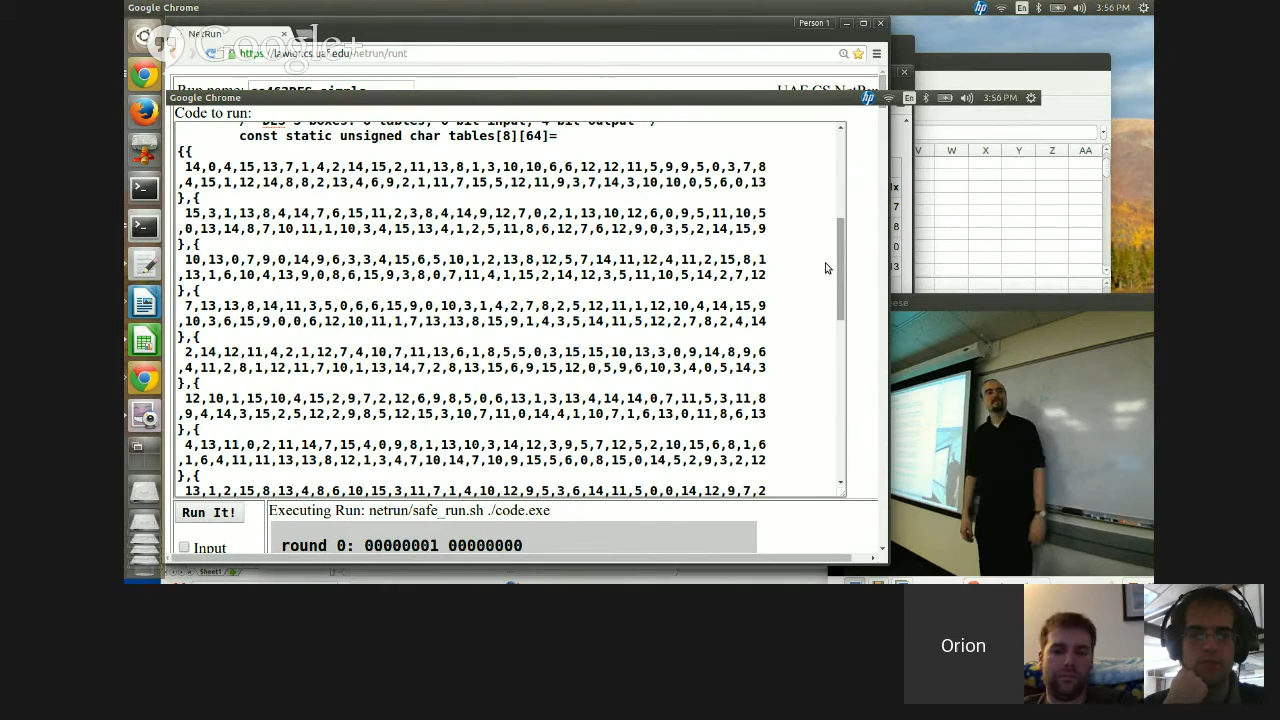 Google Chrome
En
3:56 PM
Person 1
NetRun
Google+
https://lawlor.cs.uaf.edu/netrun/runt
Google Chrome
En
3:56 PM
Code to run:
const static unsigned char tables[8][64]=
{{
14,0,4,15,13,7,1,4,2,14,15,2,11,13,8,1,3,10,10,6,6,12,12,11,5,9,9,5,0,3,7,8
,4,15,1,12,14,8,8,2,13,4,6,9,2,1,11,7,15,5,12,11,9,3,7,14,3,10,10,0,5,6,0,13
},{
15,3,1,13,8,4,14,7,6,15,11,2,3,8,4,14,9,12,7,0,2,1,13,10,12,6,0,9,5,11,10,5
,0,13,14,8,7,10,11,1,10,3,4,15,13,4,1,2,5,11,8,6,12,7,6,12,9,0,3,5,2,14,15,9
},{
10,13,0,7,9,0,14,9,6,3,3,4,15,6,5,10,1,2,13,8,12,5,7,14,11,12,4,11,2,15,8,1
,13,1,6,10,4,13,9,0,8,6,15,9,3,8,0,7,11,4,1,15,2,14,12,3,5,11,10,5,14,2,7,12
},{
7,13,13,8,14,11,3,5,0,6,6,15,9,0,10,3,1,4,2,7,8,2,5,12,11,1,12,10,4,14,15,9
,10,3,6,15,9,0,0,6,12,10,11,1,7,13,13,8,15,9,1,4,3,5,14,11,5,12,2,7,8,2,4,14
},{
2,14,12,11,4,2,1,12,7,4,10,7,11,13,6,1,8,5,5,0,3,15,15,10,13,3,0,9,14,8,9,6
,4,11,2,8,1,12,11,7,10,1,13,14,7,2,8,13,15,6,9,15,12,0,5,9,6,10,3,4,0,5,14,3
},{
12,10,1,15,10,4,15,2,9,7,2,12,6,9,8,5,0,6,13,1,3,13,4,14,14,0,7,11,5,3,11,8
,9,4,14,3,15,2,5,12,2,9,8,5,12,15,3,10,7,11,0,14,4,1,10,7,1,6,13,0,11,8,6,13
},{
4,13,11,0,2,11,14,7,15,4,0,9,8,1,13,10,3,14,12,3,9,5,7,12,5,2,10,15,6,8,1,6
,1,6,4,11,11,13,13,8,12,1,3,4,7,10,14,7,10,9,15,5,6,0,8,15,0,14,5,2,9,3,2,12
},{
13,1,2,15,8,13,4,8,6,10,15,3,11,7,1,4,10,12,9,5,3,6,14,11,5,0,0,14,12,9,7,2
Run It!
Executing Run: netrun/safe_run.sh ./code.exe
Input
round 0: 00000001 00000000
Sheet1
V W X Y Z AA
7
8
0
Orion